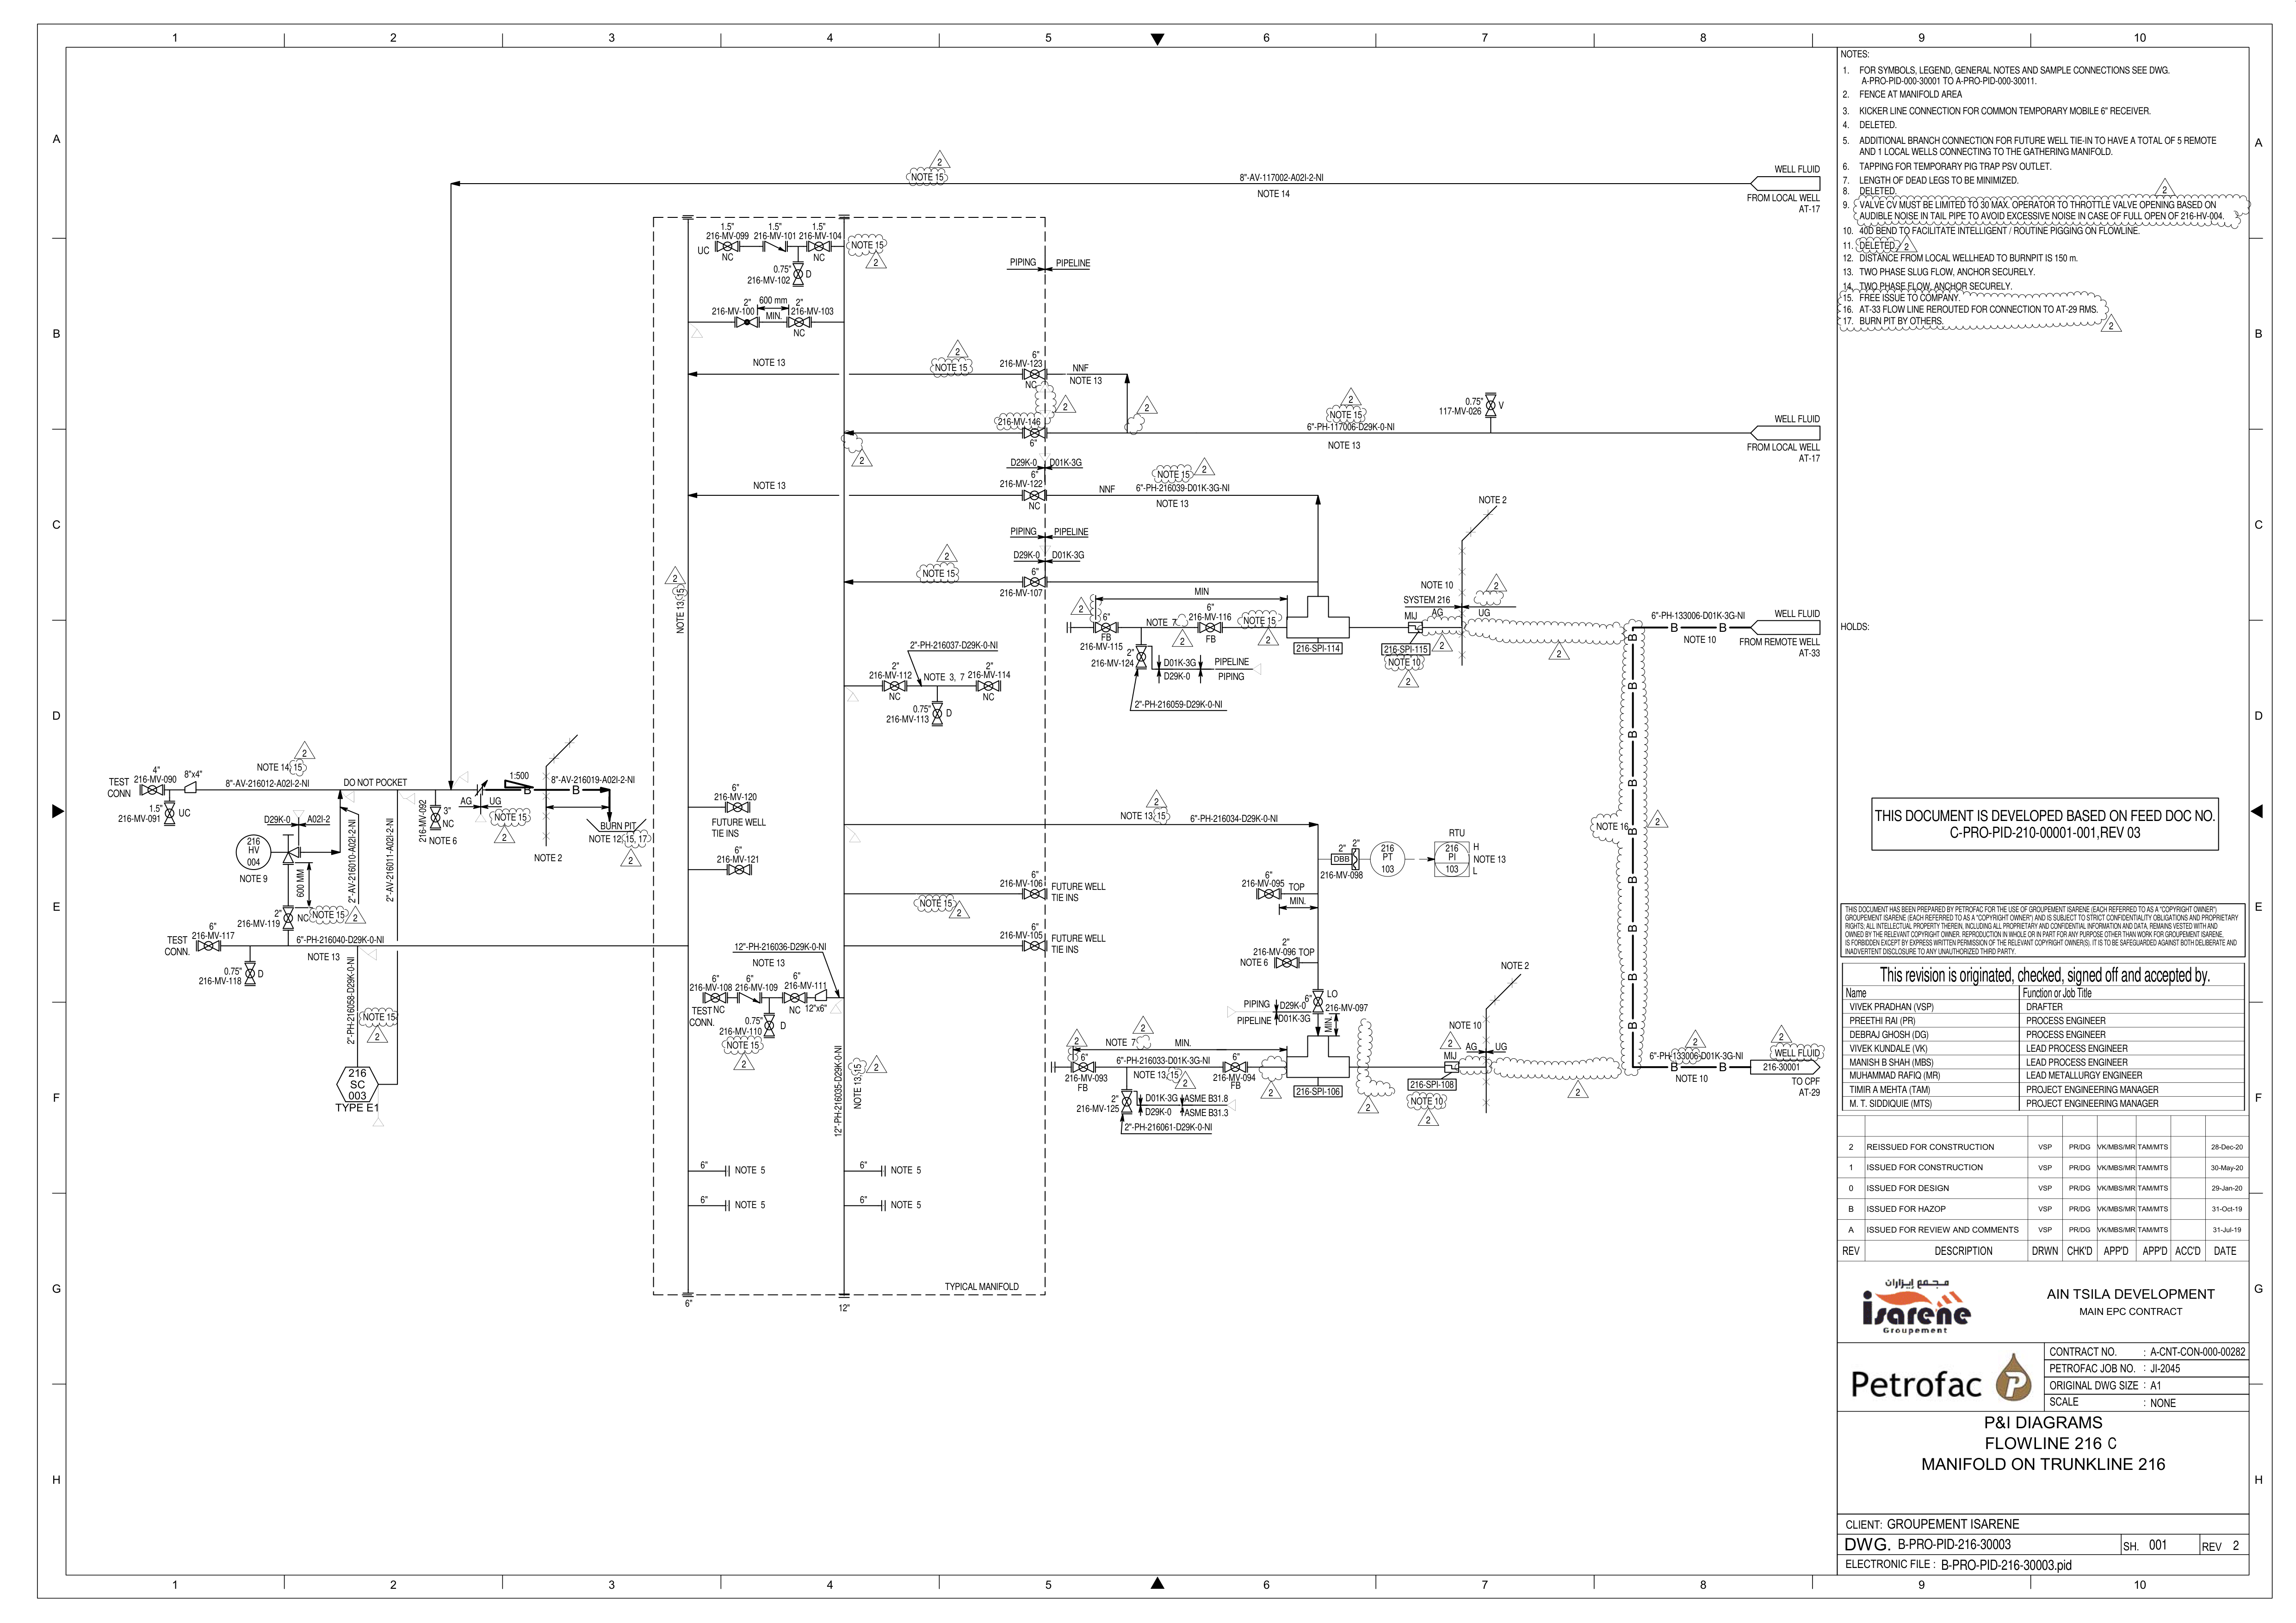 1 2 3 4 5 6 7 8 9 10
A
B
C
D
E
F
G
H
2
NOTE 15
8"-AV-117002-A02I-2-NI
NOTE 14
WELL FLUID
FROM LOCAL WELL
AT-17
1.5" 1.5" 1.5"
216-MV-099 216-MV-101 216-MV-104
UC
NC NC
NOTE 15
2
0.75"
D
216-MV-102
PIPING PIPELINE
2" 600 mm 2"
216-MV-100 MIN. 216-MV-103
NC
NOTE 13
2
NOTE 15
6"
216-MV-123
NC
NNF
NOTE 13
2
2
216-MV-146
6"
2
2
NOTE 15
6"-PH-117006-D29K-0-NI
NOTE 13
0.75"
117-MV-026
V
WELL FLUID
FROM LOCAL WELL
AT-17
D29K-0 D01K-3G
6"
216-MV-122
NC
NOTE 13
NNF
NOTE 15
2
6"-PH-216039-D01K-3G-NI
NOTE 13
NOTE 2
PIPING PIPELINE
D29K-0 D01K-3G
2
NOTE 15
6"
216-MV-107
2
NOTE 13, 15
MIN
2
6"
FB
216-MV-115
NOTE 7
2
6"
216-MV-116
FB
NOTE 15
2
216-SPI-114
NOTE 10
2
SYSTEM 216
MIJ AG UG
216-SPI-115
2
NOTE 10
2
2
6"-PH-133006-D01K-3G-NI
B B
NOTE 10
WELL FLUID
FROM REMOTE WELL
AT-33
2"
216-MV-124
D01K-3G PIPELINE
D29K-0 PIPING
2"-PH-216059-D29K-0-NI
2"-PH-216037-D29K-0-NI
2" 2"
216-MV-112 NOTE 3, 7 216-MV-114
NC NC
0.75"
D
216-MV-113
B
B
B
B
B
B
B
B
B
NOTE 16
2
TEST
CONN
4"
216-MV-090
8"x4"
1.5"
UC
216-MV-091
NOTE 14, 15
2
8"-AV-216012-A02I-2-NI
DO NOT POCKET
D29K-0 A02I-2
216
HV
004
NOTE 9
600 MM
2"-AV-216010-A02I-2-NI
2"-AV-216011-A02I-2-NI
216-MV-092
3"
NC
NOTE 6
AG UG
1:500
B B
8"-AV-216019-A02I-2-NI
NOTE 15
2
NOTE 2
BURN PIT
NOTE 12, 15, 17
2
2"
216-MV-119
NC
NOTE 15
2
TEST
CONN.
6"
216-MV-117
6"-PH-216040-D29K-0-NI
NOTE 13
0.75"
D
216-MV-118
2"-PH-216058-D29K-0-NI
NOTE 15
2
216
SC
003
TYPE E1
6"
216-MV-120
FUTURE WELL
TIE INS
6"
216-MV-121
2
NOTE 13, 15
6"-PH-216034-D29K-0-NI
6"
216-MV-106
FUTURE WELL
TIE INS
NOTE 15
2
6"
216-MV-105
FUTURE WELL
TIE INS
12"-PH-216036-D29K-0-NI
NOTE 13
6" 6" 6"
216-MV-108 216-MV-109 216-MV-111
TEST NC
CONN.
NC 12"x6"
0.75"
D
216-MV-110
NOTE 15
2
12"-PH-216035-D29K-0-NI
NOTE 13, 15
2
2" 2"
DBB
216-MV-098
216
PT
103
RTU
216
PI
103
H
L
NOTE 13
6"
216-MV-095 TOP
MIN.
2"
216-MV-096 TOP
NOTE 6
6" LO
216-MV-097
PIPING D29K-0
PIPELINE D01K-3G
MIN.
2
2
NOTE 7
MIN.
6"
216-MV-093
FB
6"-PH-216033-D01K-3G-NI
NOTE 13, 15
2
6"
216-MV-094
FB
2
216-SPI-106
2
NOTE 2
NOTE 10
2
MIJ AG UG
216-SPI-108
NOTE 10
2
2
2"
216-MV-125
D01K-3G ASME B31.8
D29K-0 ASME B31.3
2"-PH-216061-D29K-0-NI
2
6"-PH-133006-D01K-3G-NI
B B
NOTE 10
2
WELL FLUID
216-30001
TO CPF
AT-29
6" NOTE 5
6" NOTE 5
6" NOTE 5
6" NOTE 5
TYPICAL MANIFOLD
6"
12"
NOTES:
1. FOR SYMBOLS, LEGEND, GENERAL NOTES AND SAMPLE CONNECTIONS SEE DWG.
A-PRO-PID-000-30001 TO A-PRO-PID-000-30011.
2. FENCE AT MANIFOLD AREA
3. KICKER LINE CONNECTION FOR COMMON TEMPORARY MOBILE 6" RECEIVER.
4. DELETED.
5. ADDITIONAL BRANCH CONNECTION FOR FUTURE WELL TIE-IN TO HAVE A TOTAL OF 5 REMOTE
AND 1 LOCAL WELLS CONNECTING TO THE GATHERING MANIFOLD.
6. TAPPING FOR TEMPORARY PIG TRAP PSV OUTLET.
7. LENGTH OF DEAD LEGS TO BE MINIMIZED.
8. DELETED.
2
9. VALVE CV MUST BE LIMITED TO 30 MAX. OPERATOR TO THROTTLE VALVE OPENING BASED ON
AUDIBLE NOISE IN TAIL PIPE TO AVOID EXCESSIVE NOISE IN CASE OF FULL OPEN OF 216-HV-004.
10. 40D BEND TO FACILITATE INTELLIGENT / ROUTINE PIGGING ON FLOWLINE.
11. DELETED. 2
12. DISTANCE FROM LOCAL WELLHEAD TO BURNPIT IS 150 m.
13. TWO PHASE SLUG FLOW, ANCHOR SECURELY.
14. TWO PHASE FLOW, ANCHOR SECURELY.
15. FREE ISSUE TO COMPANY.
16. AT-33 FLOW LINE REROUTED FOR CONNECTION TO AT-29 RMS.
17. BURN PIT BY OTHERS.
2
HOLDS:
THIS DOCUMENT IS DEVELOPED BASED ON FEED DOC NO.
C-PRO-PID-210-00001-001,REV 03
THIS DOCUMENT HAS BEEN PREPARED BY PETROFAC FOR THE USE OF GROUPEMENT ISARENE (EACH REFERRED TO AS A "COPYRIGHT OWNER")
GROUPEMENT ISARENE (EACH REFERRED TO AS A "COPYRIGHT OWNER") AND IS SUBJECT TO STRICT CONFIDENTIALITY OBLIGATIONS AND PROPRIETARY
RIGHTS; ALL INTELLECTUAL PROPERTY THEREIN, INCLUDING ALL PROPRIETARY AND CONFIDENTIAL INFORMATION AND DATA, REMAINS VESTED WITH AND
OWNED BY THE RELEVANT COPYRIGHT OWNER. REPRODUCTION IN WHOLE OR IN PART FOR ANY PURPOSE OTHER THAN WORK FOR GROUPEMENT ISARENE,
IS FORBIDDEN EXCEPT BY EXPRESS WRITTEN PERMISSION OF THE RELEVANT COPYRIGHT OWNER(S). IT IS TO BE SAFEGUARDED AGAINST BOTH DELIBERATE AND
INADVERTENT DISCLOSURE TO ANY UNAUTHORIZED THIRD PARTY.
This revision is originated, checked, signed off and accepted by.
Name Function or Job Title
VIVEK PRADHAN (VSP) DRAFTER
PREETHI RAI (PR) PROCESS ENGINEER
DEBRAJ GHOSH (DG) PROCESS ENGINEER
VIVEK KUNDALE (VK) LEAD PROCESS ENGINEER
MANISH B SHAH (MBS) LEAD PROCESS ENGINEER
MUHAMMAD RAFIQ (MR) LEAD METALLURGY ENGINEER
TIMIR A MEHTA (TAM) PROJECT ENGINEERING MANAGER
M. T. SIDDIQUIE (MTS) PROJECT ENGINEERING MANAGER
2 REISSUED FOR CONSTRUCTION VSP PR/DG VK/MBS/MR TAM/MTS 28-Dec-20
1 ISSUED FOR CONSTRUCTION VSP PR/DG VK/MBS/MR TAM/MTS 30-May-20
0 ISSUED FOR DESIGN VSP PR/DG VK/MBS/MR TAM/MTS 29-Jan-20
B ISSUED FOR HAZOP VSP PR/DG VK/MBS/MR TAM/MTS 31-Oct-19
A ISSUED FOR REVIEW AND COMMENTS VSP PR/DG VK/MBS/MR TAM/MTS 31-Jul-19
REV DESCRIPTION DRWN CHK'D APP'D APP'D ACC'D DATE
مجمع إيزاران
isarene
Groupement
AIN TSILA DEVELOPMENT
MAIN EPC CONTRACT
Petrofac
CONTRACT NO. : A-CNT-CON-000-00282
PETROFAC JOB NO. : JI-2045
ORIGINAL DWG SIZE : A1
SCALE : NONE
P&I DIAGRAMS
FLOWLINE 216 C
MANIFOLD ON TRUNKLINE 216
CLIENT: GROUPEMENT ISARENE
DWG. B-PRO-PID-216-30003 SH. 001 REV 2
ELECTRONIC FILE : B-PRO-PID-216-30003.pid
A
B
C
D
E
F
G
H
1 2 3 4 5 6 7 8 9 10